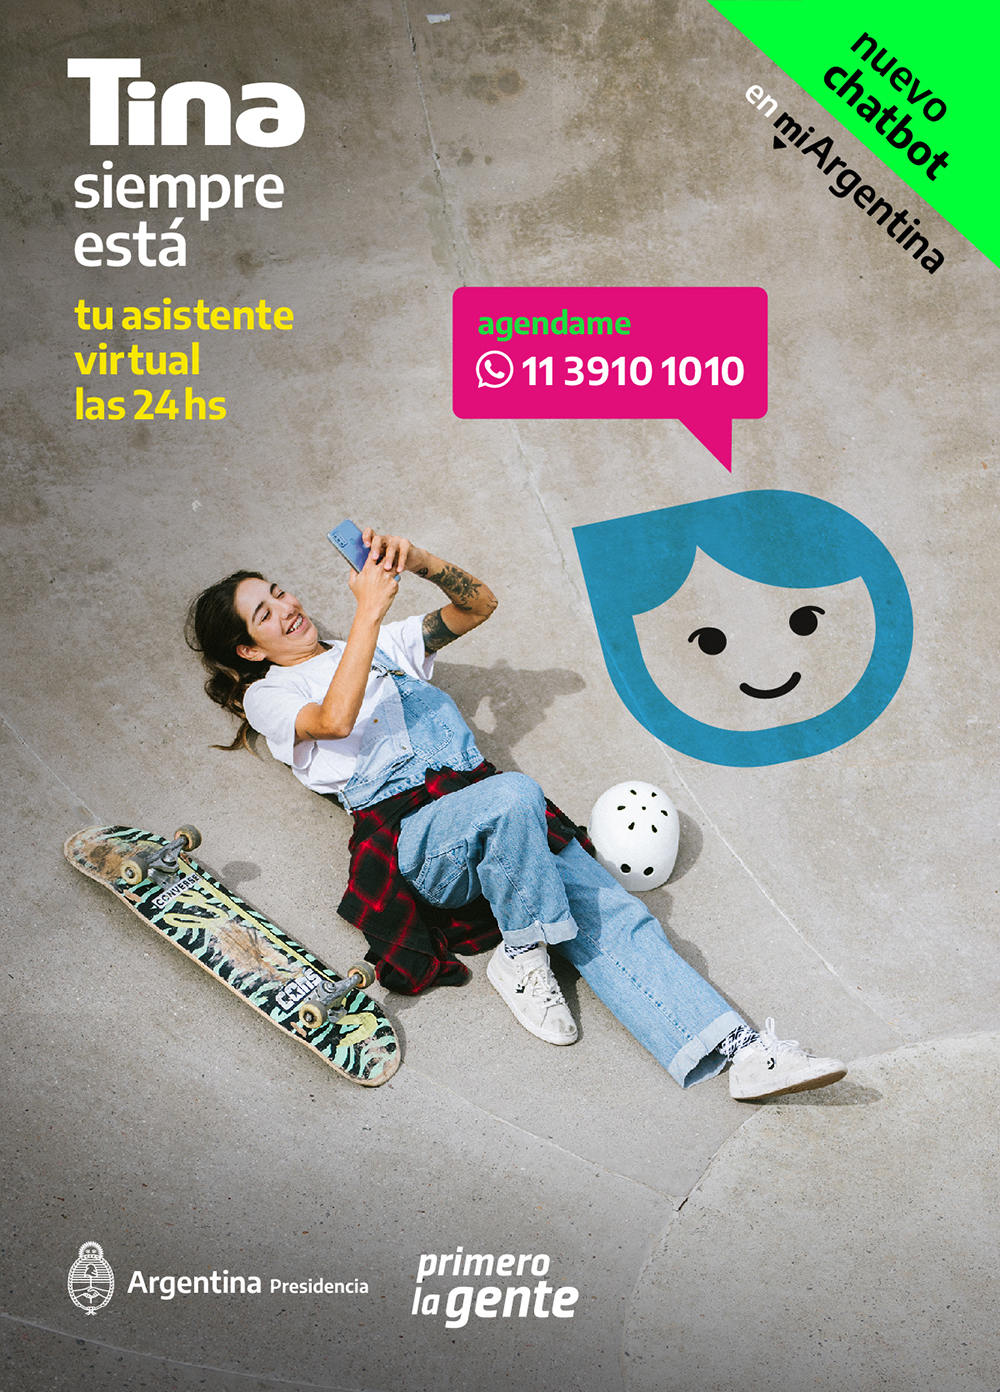 Tina
siempre
está
tu asistente
virtual
las 24 hs
nuevo
chatbot
en miArgentina
agendame
11 3910 1010
CONVERSE
CONS
Argentina Presidencia
primero
la gente